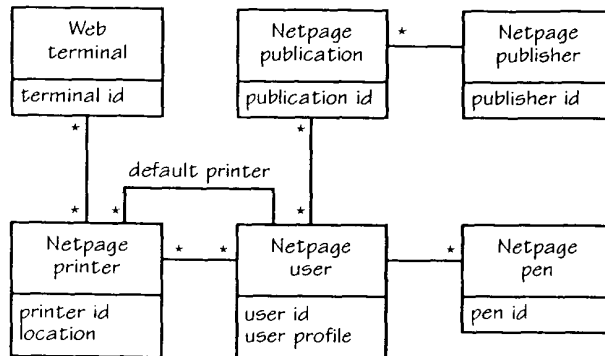 Web
terminal
terminal id
Netpage
publication
publication id
*
Netpage
publisher
publisher id
*
*
default printer
*
*
*
Netpage
printer
printer id
location
*
*
Netpage
user
user id
user profile
*
Netpage
pen
pen id